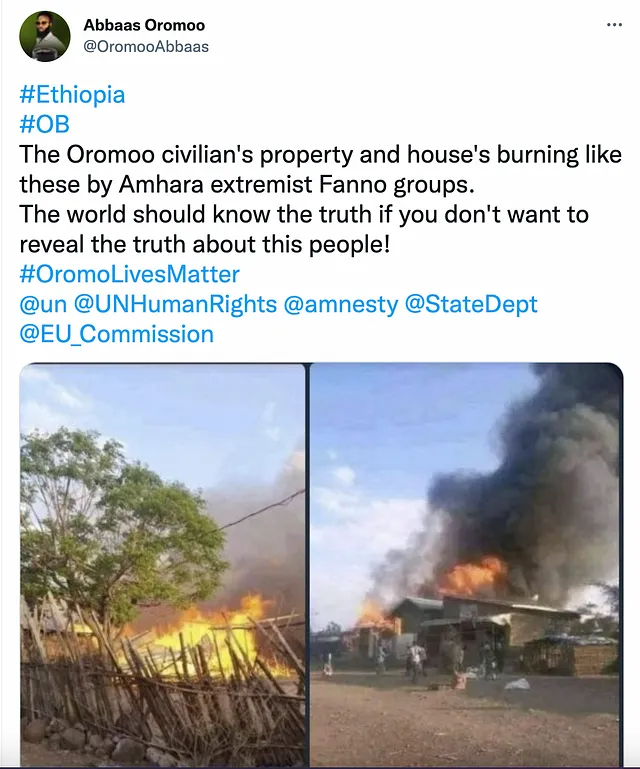 Abbaas Oromoo
@OromooAbbaas
#Ethiopia
#OB
The Oromoo civilian's property and house's burning like
these by Amhara extremist Fanno groups.
The world should know the truth if you don't want to
reveal the truth about this people!
#OromoLivesMatter
@un @UNHumanRights @amnesty @StateDept
@EU_Commission